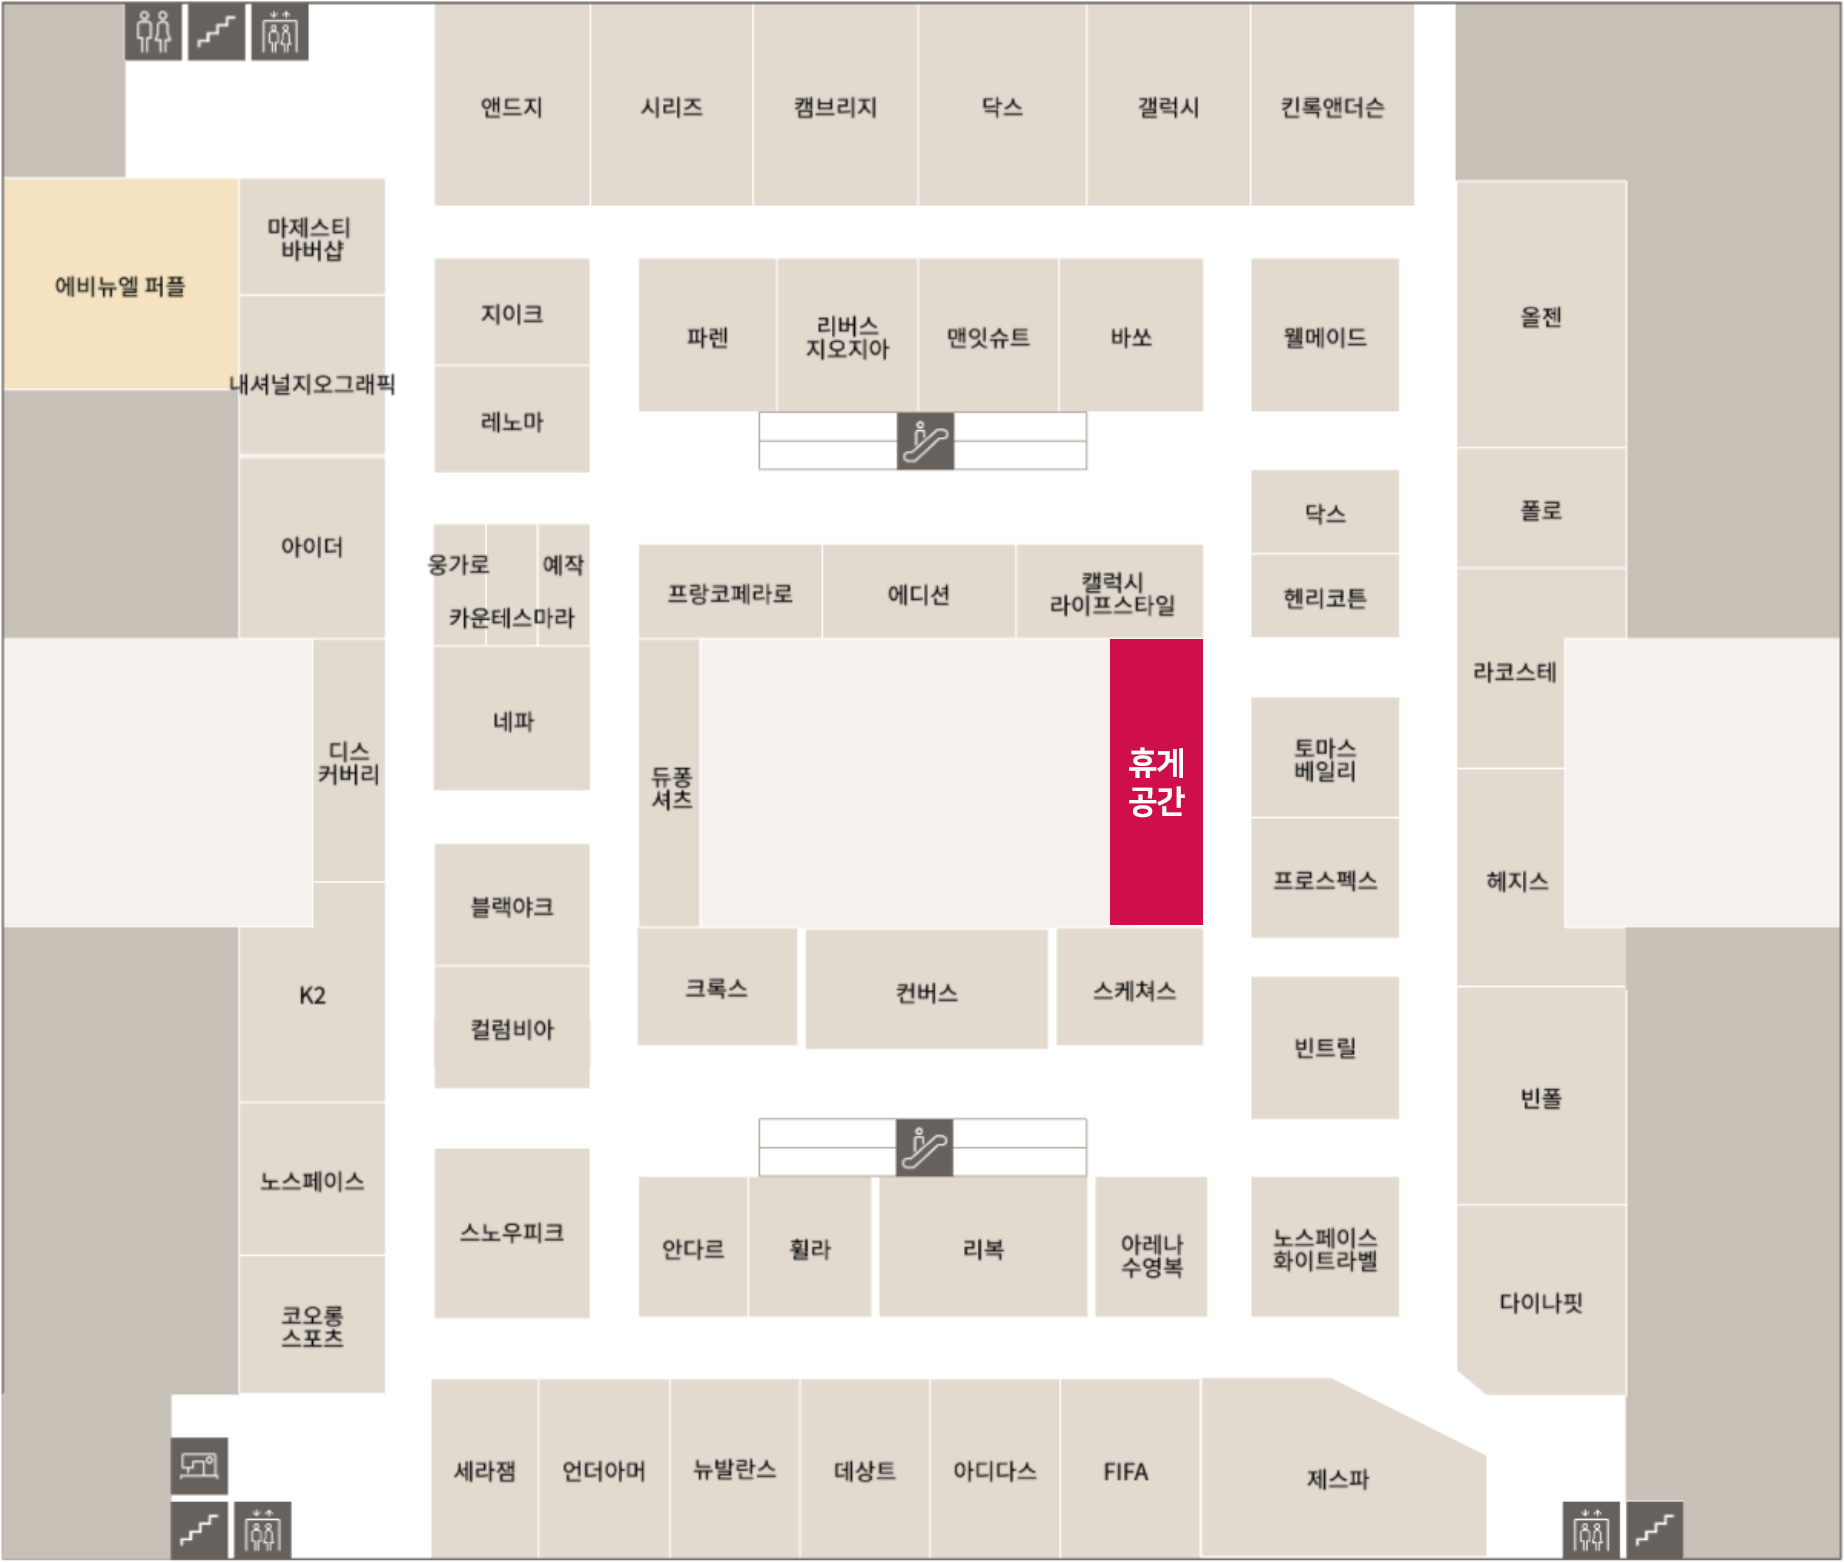 앤드지
시리즈
캠브리지
닥스
갤럭시
킨록앤더슨
에비뉴엘 퍼플
마제스티
바버샵
내셔널지오그래픽
지이크
레노마
파렌
리버스
지오지아
맨잇슈트
바쏘
웰메이드
올젠
아이더
웅가로
예작
카운테스마라
프랑코페라로
에디션
캘럭시
라이프스타일
닥스
헨리코튼
폴로
라코스테
디스
커버리
네파
듀퐁
셔츠
휴게
공간
토마스
베일리
프로스펙스
헤지스
블랙야크
컬럼비아
K2
크록스
컨버스
스케쳐스
빈트릴
빈폴
노스페이스
코오롱
스포츠
스노우피크
안다르
휠라
리복
아레나
수영복
노스페이스
화이트라벨
다이나핏
세라잼
언더아머
뉴발란스
데상트
아디다스
FIFA
제스파